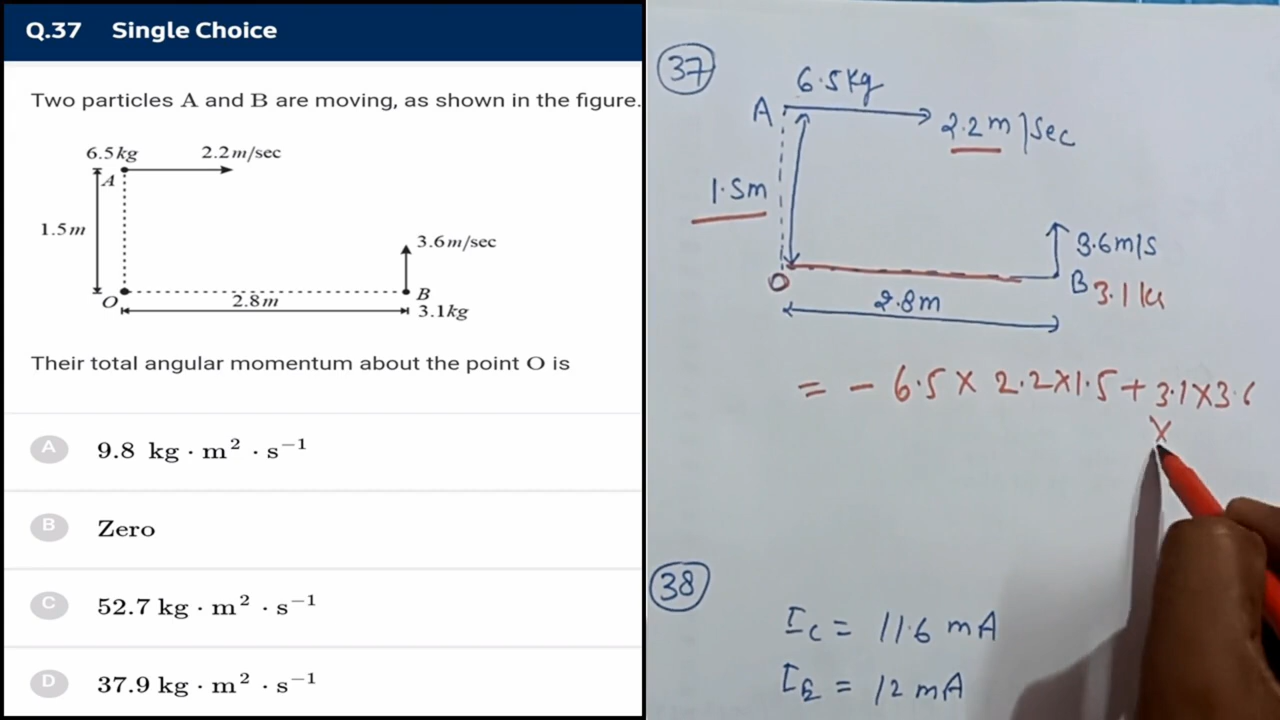 Q.37 Single Choice
Two particles A and B are moving, as shown in the figure.
6.5kg 2.2m/sec
A
1.5m
3.6m/sec
O 2.8m B
3.1kg
Their total angular momentum about the point O is
A 9.8 kg · m² · s⁻¹
B Zero
C 52.7 kg · m² · s⁻¹
D 37.9 kg · m² · s⁻¹
37
6.5kg
A 2.2m/sec
1.5m
3.6m/s
O B 3.1
2.8m
= - 6.5 × 2.2×1.5 + 3.1×3.6
×
38
Ic = 11.6 mA
= 12 mA